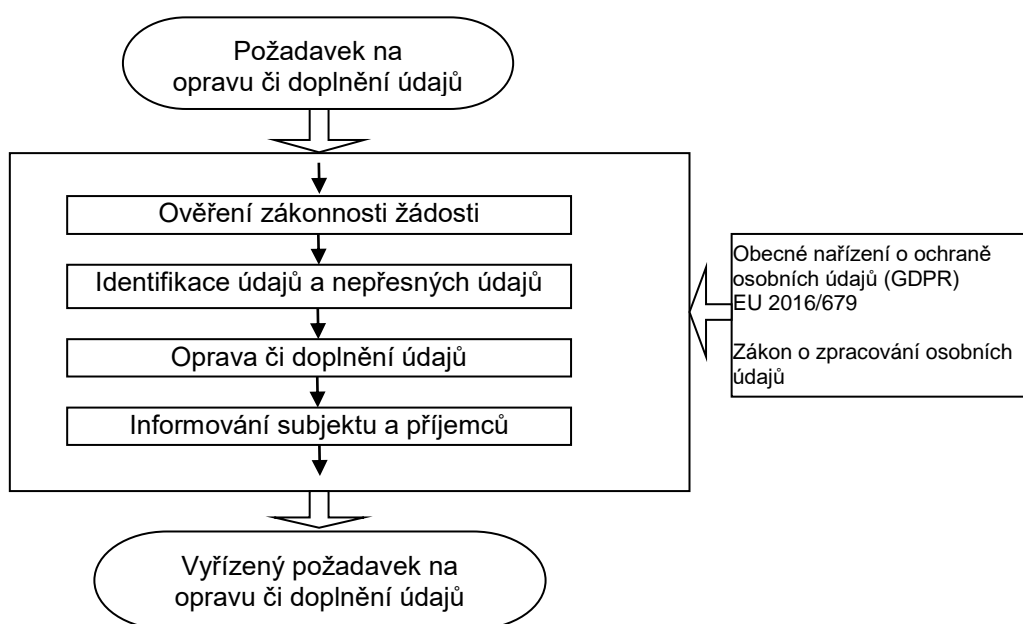 Požadavek na
opravu či doplnění údajů
Ověření zákonnosti žádosti
Identifikace údajů a nepřesných údajů
Oprava či doplnění údajů
Informování subjektu a příjemců
Obecné nařízení o ochraně
osobních údajů (GDPR)
EU 2016/679
Zákon o zpracování osobních
údajů
Vyřízený požadavek na
opravu či doplnění údajů